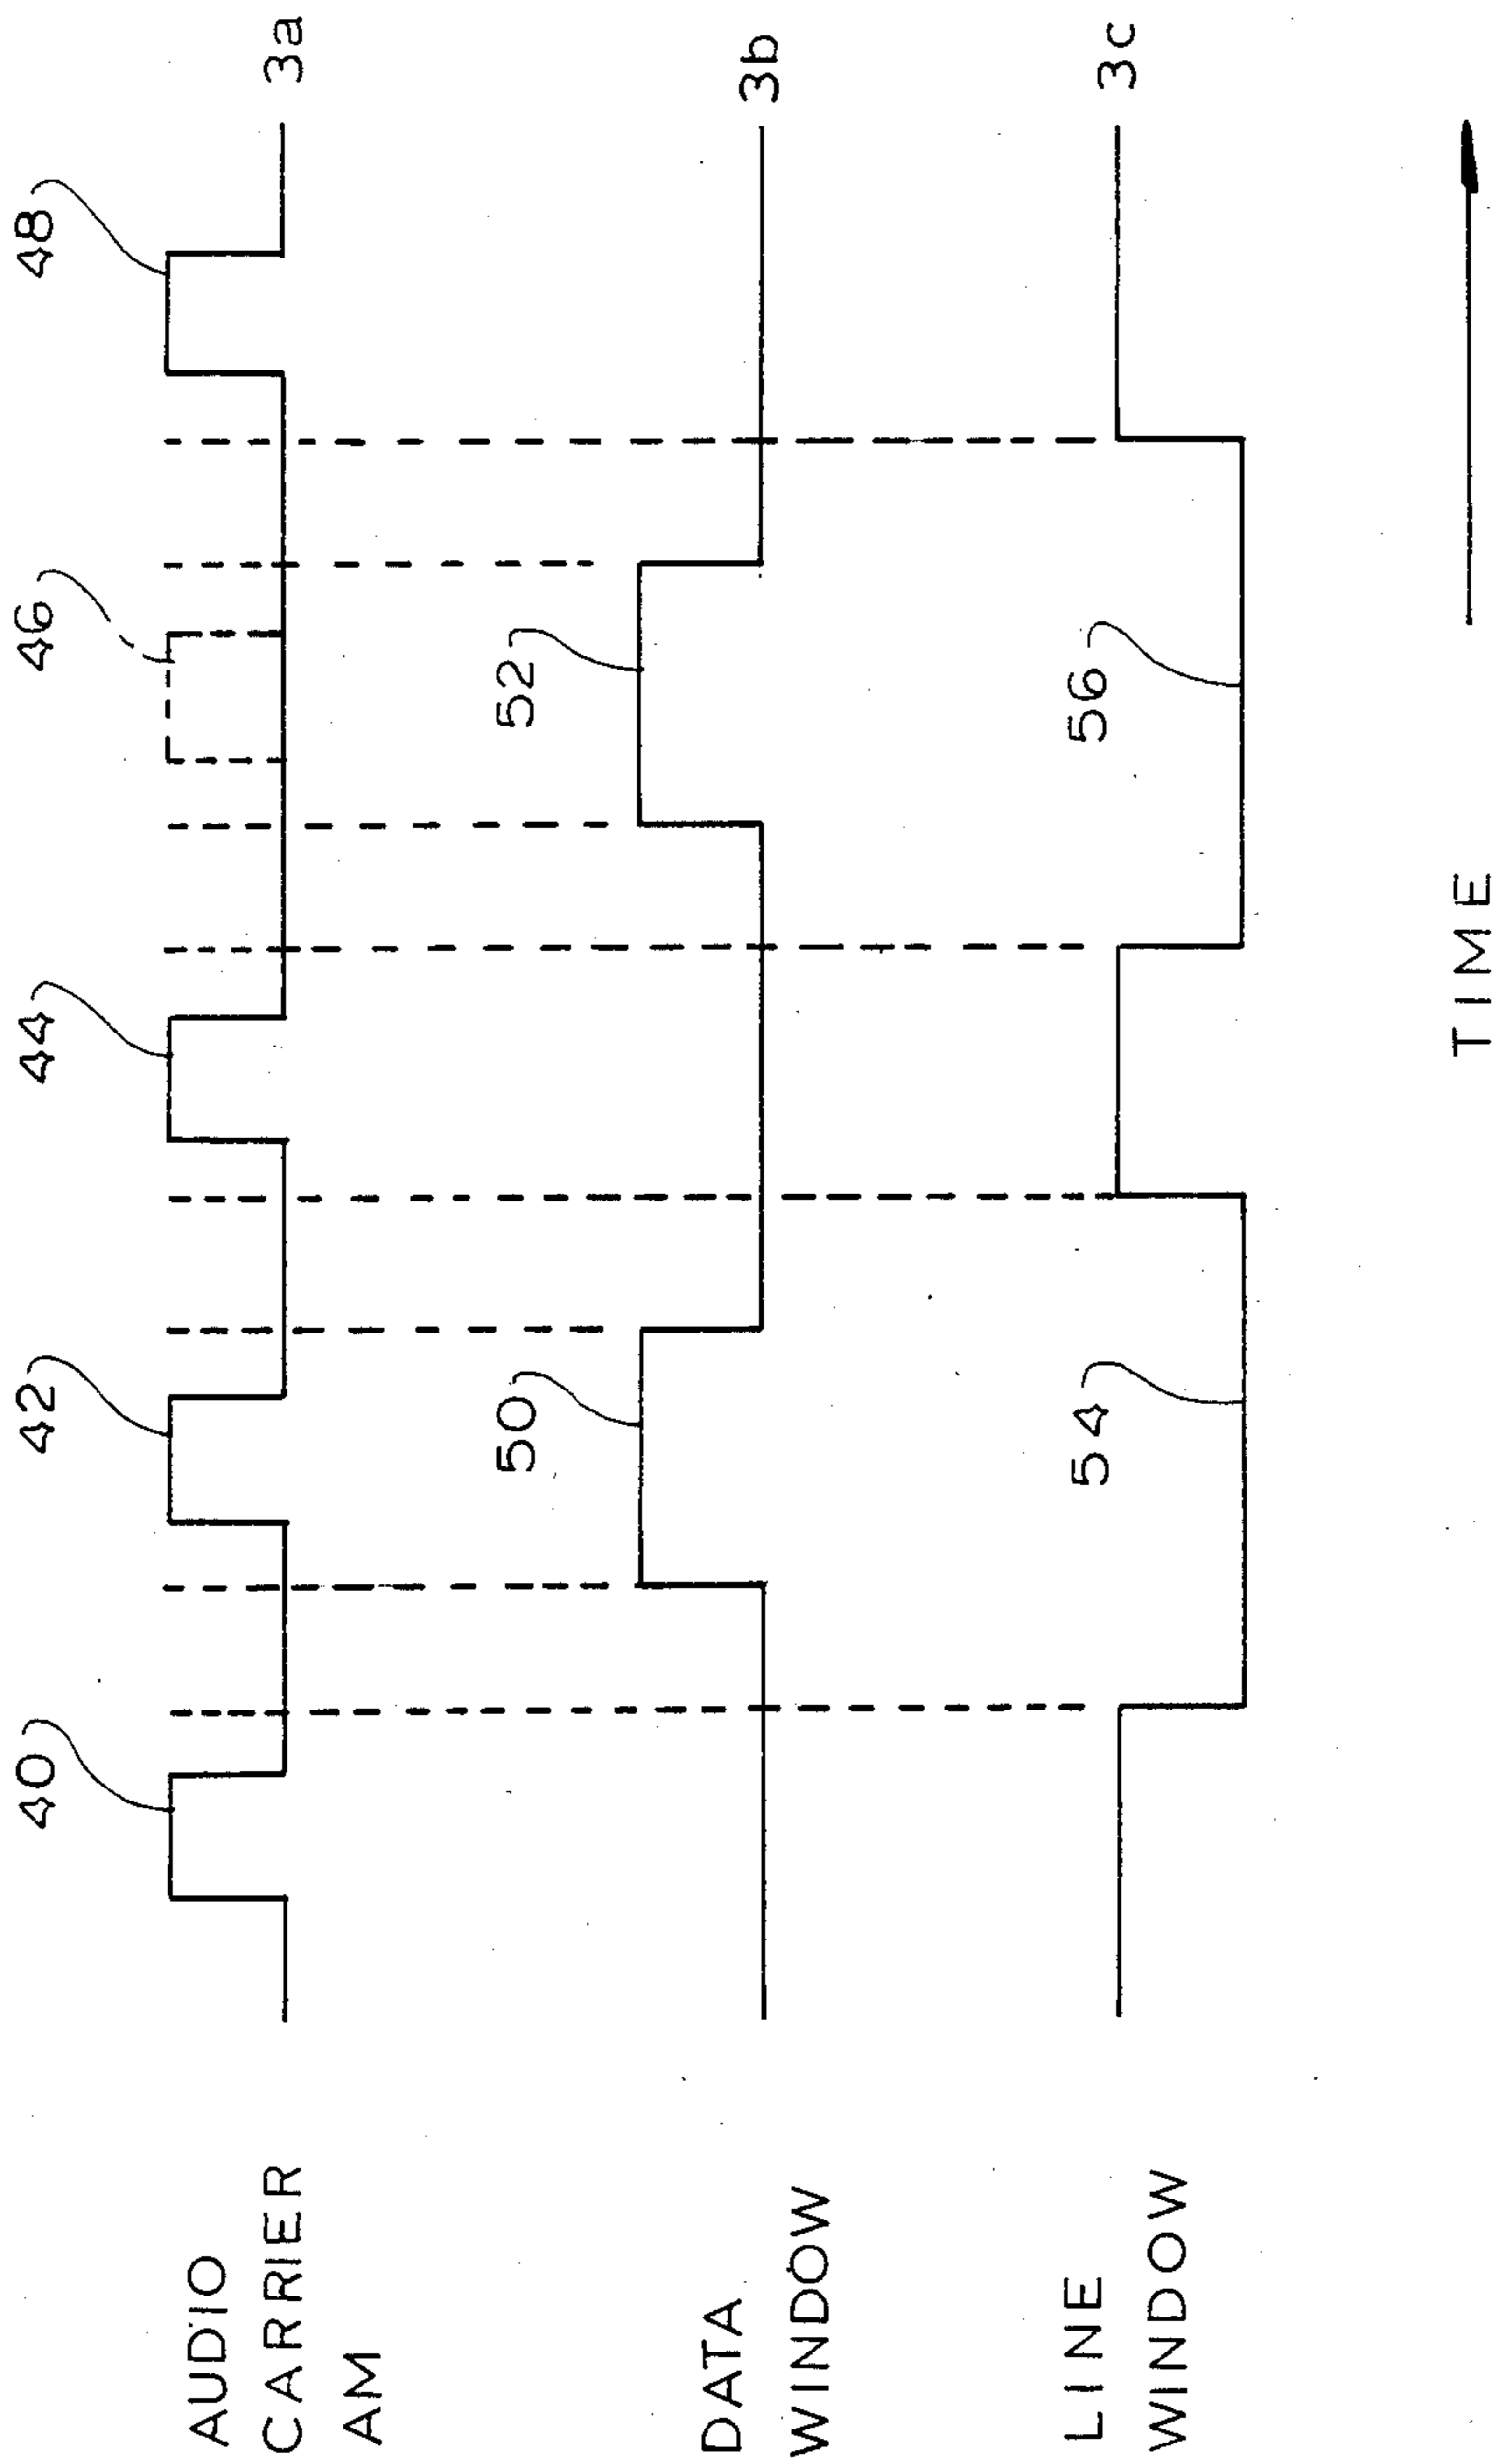 40
42
44
46
48
AUDIO
CARRIER
AM
3a
50
52
DATA
WINDOW
3b
54
56
LINE
WINDOW
3c
TIME